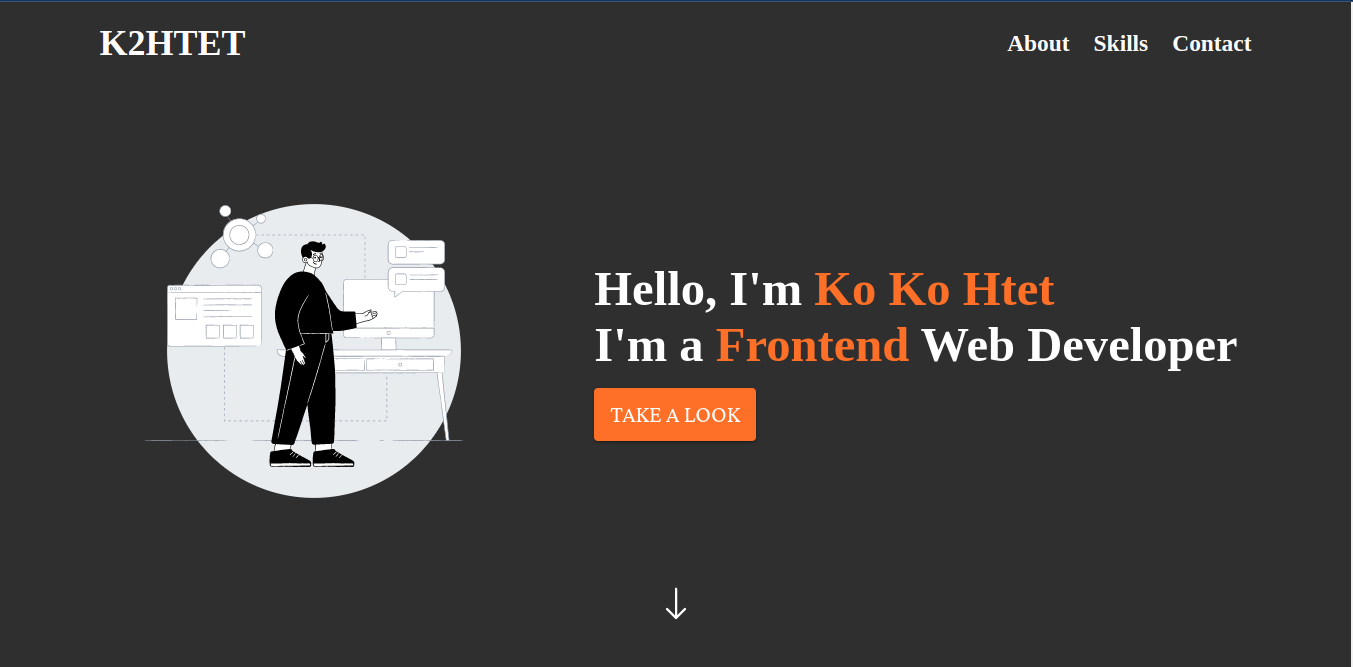 K2HTET
About Skills Contact
Hello, I'm Ko Ko Htet
I'm a Frontend Web Developer
TAKE A LOOK